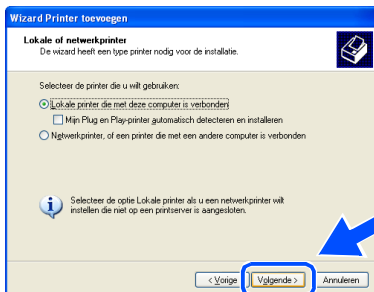 Wizard Printer toevoegen
Lokale of netwerkprinter
De wizard heeft een type printer nodig voor de installatie.
Selecteer de printer die u wilt gebruiken:
Lokale printer die met deze computer is verbonden
Mijn Plug en Play-printer automatisch detecteren en installeren
Netwerkprinter, of een printer die met een andere computer is verbonden
Selecteer de optie Lokale printer als u een netwerkprinter wilt
instellen die niet op een printserver is aangesloten.
< Vorige
Volgende >
Annuleren